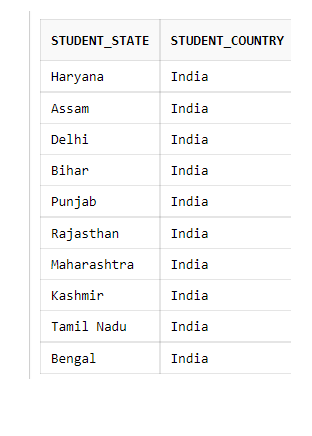 STUDENT_STATE STUDENT_COUNTRY
Haryana India
Assam India
Delhi India
Bihar India
Punjab India
Rajasthan India
Maharashtra India
Kashmir India
Tamil Nadu India
Bengal India